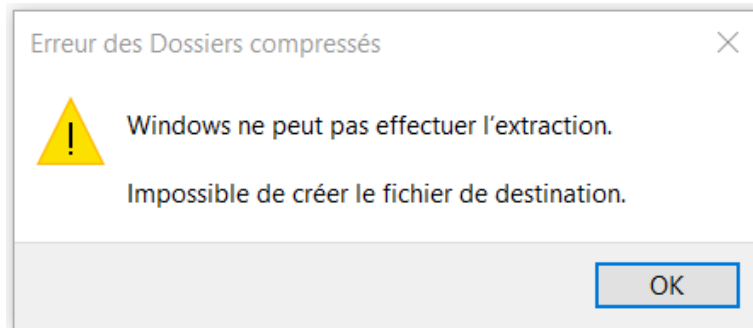 Erreur des Dossiers compressés
Windows ne peut pas effectuer l’extraction.
Impossible de créer le fichier de destination.
OK